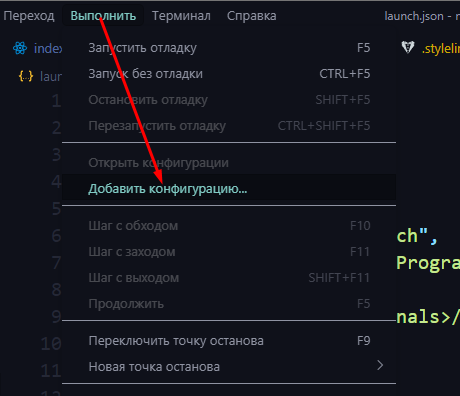 Переход Выполнить Терминал Справка launch.json - n
index
.stylelin
{..} laun
Запустить отладку F5
Запуск без отладки CTRL+F5
Остановить отладку SHIFT+F5
Перезапустить отладку CTRL+SHIFT+F5
Открыть конфигурации
Добавить конфигурацию...
Шаг с обходом F10
Шаг с заходом F11
Шаг с выходом SHIFT+F11
Продолжить F5
Переключить точку останова F9
Новая точка останова
1
2
3
4
5
6
7
8
9
10
11
12
ch",
Progra
nals>/